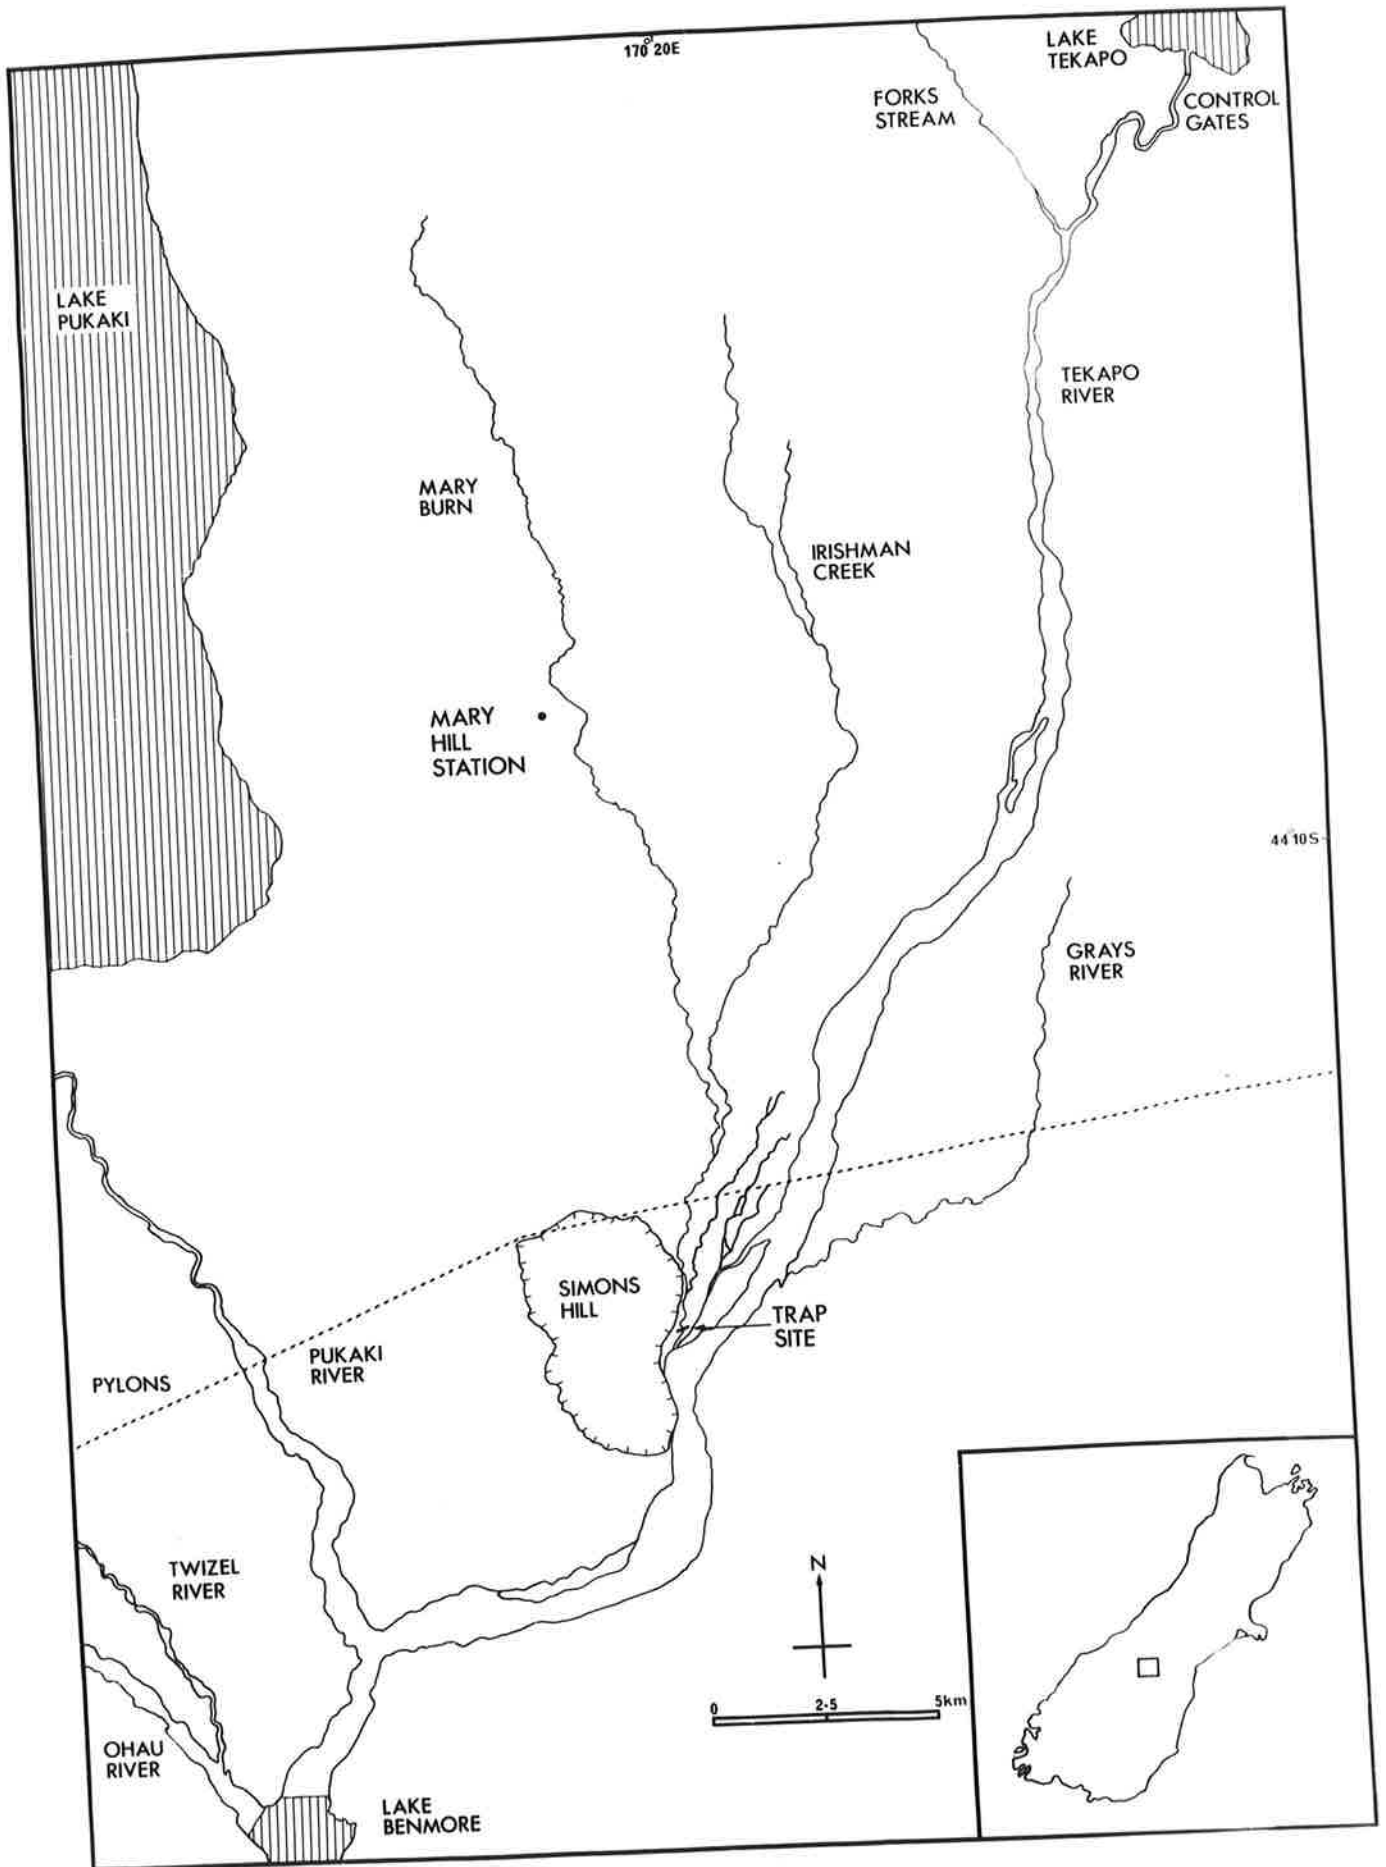 170°20E
LAKE
TEKAPO
FORKS
STREAM
CONTROL
GATES
LAKE
PUKAKI
TEKAPO
RIVER
MARY
BURN
IRISHMAN
CREEK
MARY
HILL
STATION
44°10S
GRAYS
RIVER
SIMONS
HILL
TRAP
SITE
PUKAKI
RIVER
PYLONS
TWIZEL
RIVER
N
0 2·5 5km
OHAU
RIVER
LAKE
BENMORE